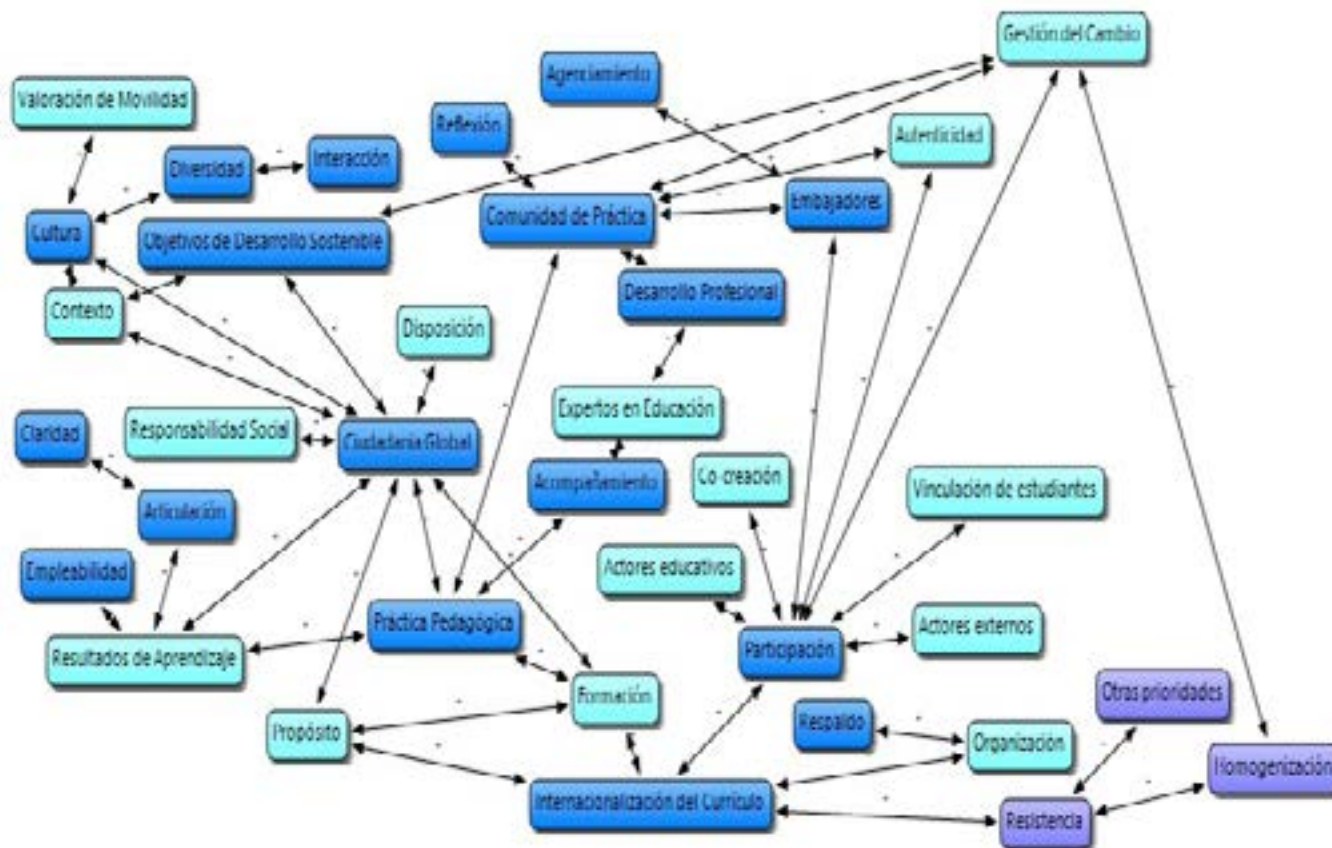 Gestión del Cambio
Agenciamiento
Valoración de Movilidad
Reflexión
Autenticidad
Diversidad
Interacción
Embajadores
Comunidad de Práctica
Cultura
Objetivos de Desarrollo Sostenible
Desarrollo Profesional
Contexto
Disposición
Expertos en Educación
Responsabilidad Social
Claridad
Ciudadanía Global
Co-creación
Acompañamiento
Vinculación de estudiantes
Articulación
Actores educativos
Empleabilidad
Práctica Pedagógica
Actores externos
Participación
Resultados de Aprendizaje
Formación
Otras prioridades
Propósito
Respaldo
Organización
Homogenización
Internacionalización del Currículo
Resistencia